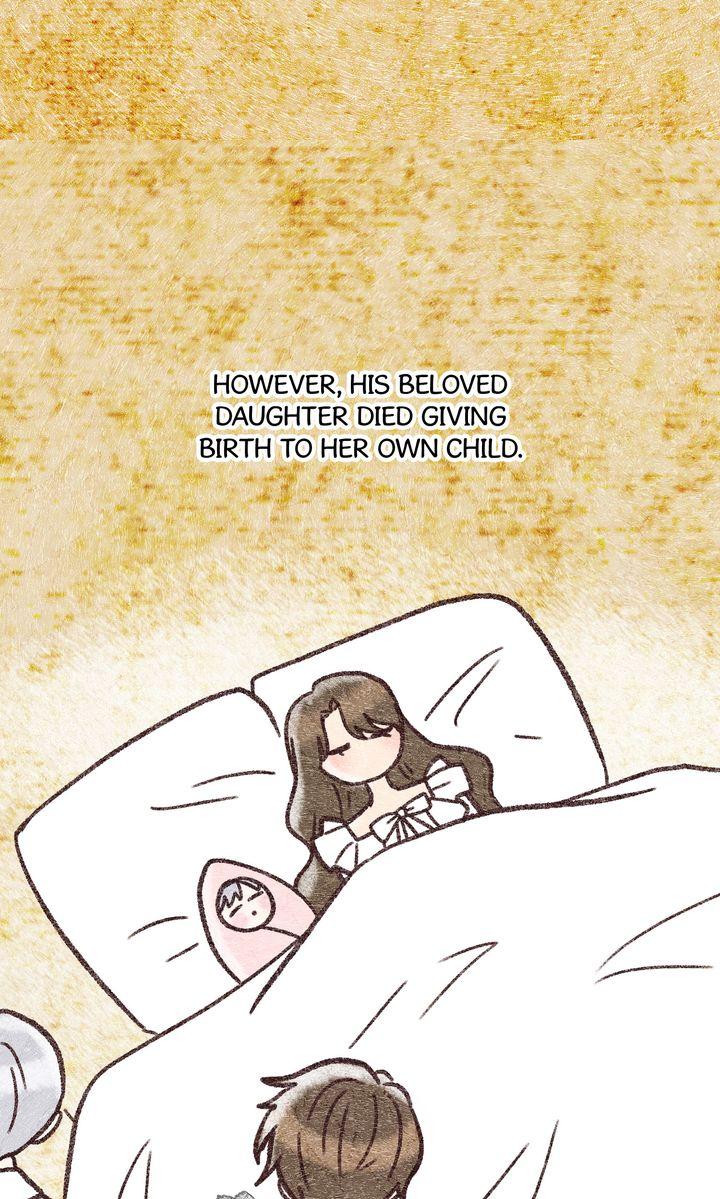 HOWEVER, HIS BELOVED
DAUGHTER DIED GIVING
BIRTH TO HER OWN CHILD.